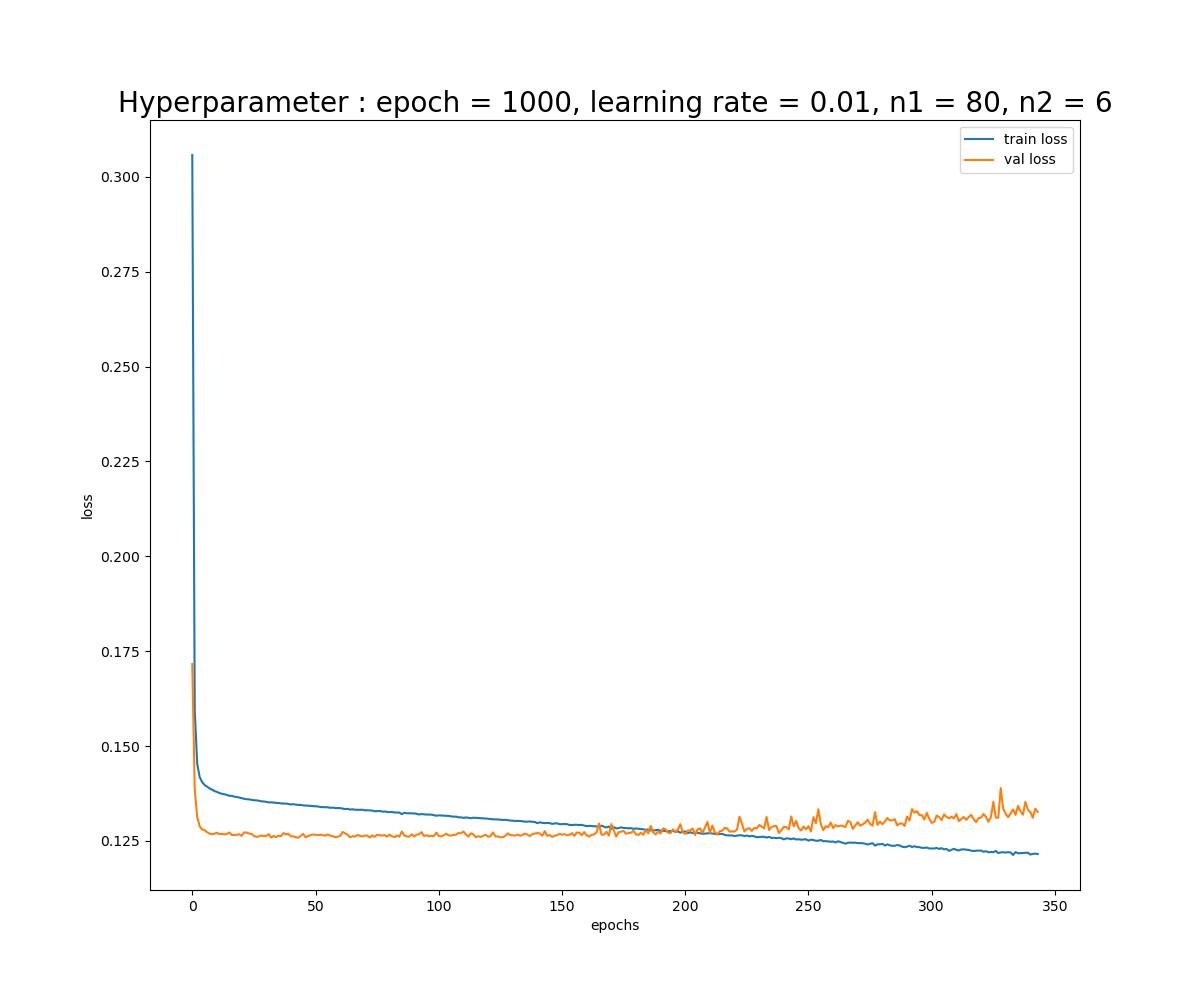 Hyperparameter : epoch = 1000, learning rate = 0.01, n1 = 80, n2 = 6
train loss
val loss
0.300
0.275
0.250
0.225
0.200
0.175
0.150
0.125
loss
0 50 100 150 200 250 300 350
epochs